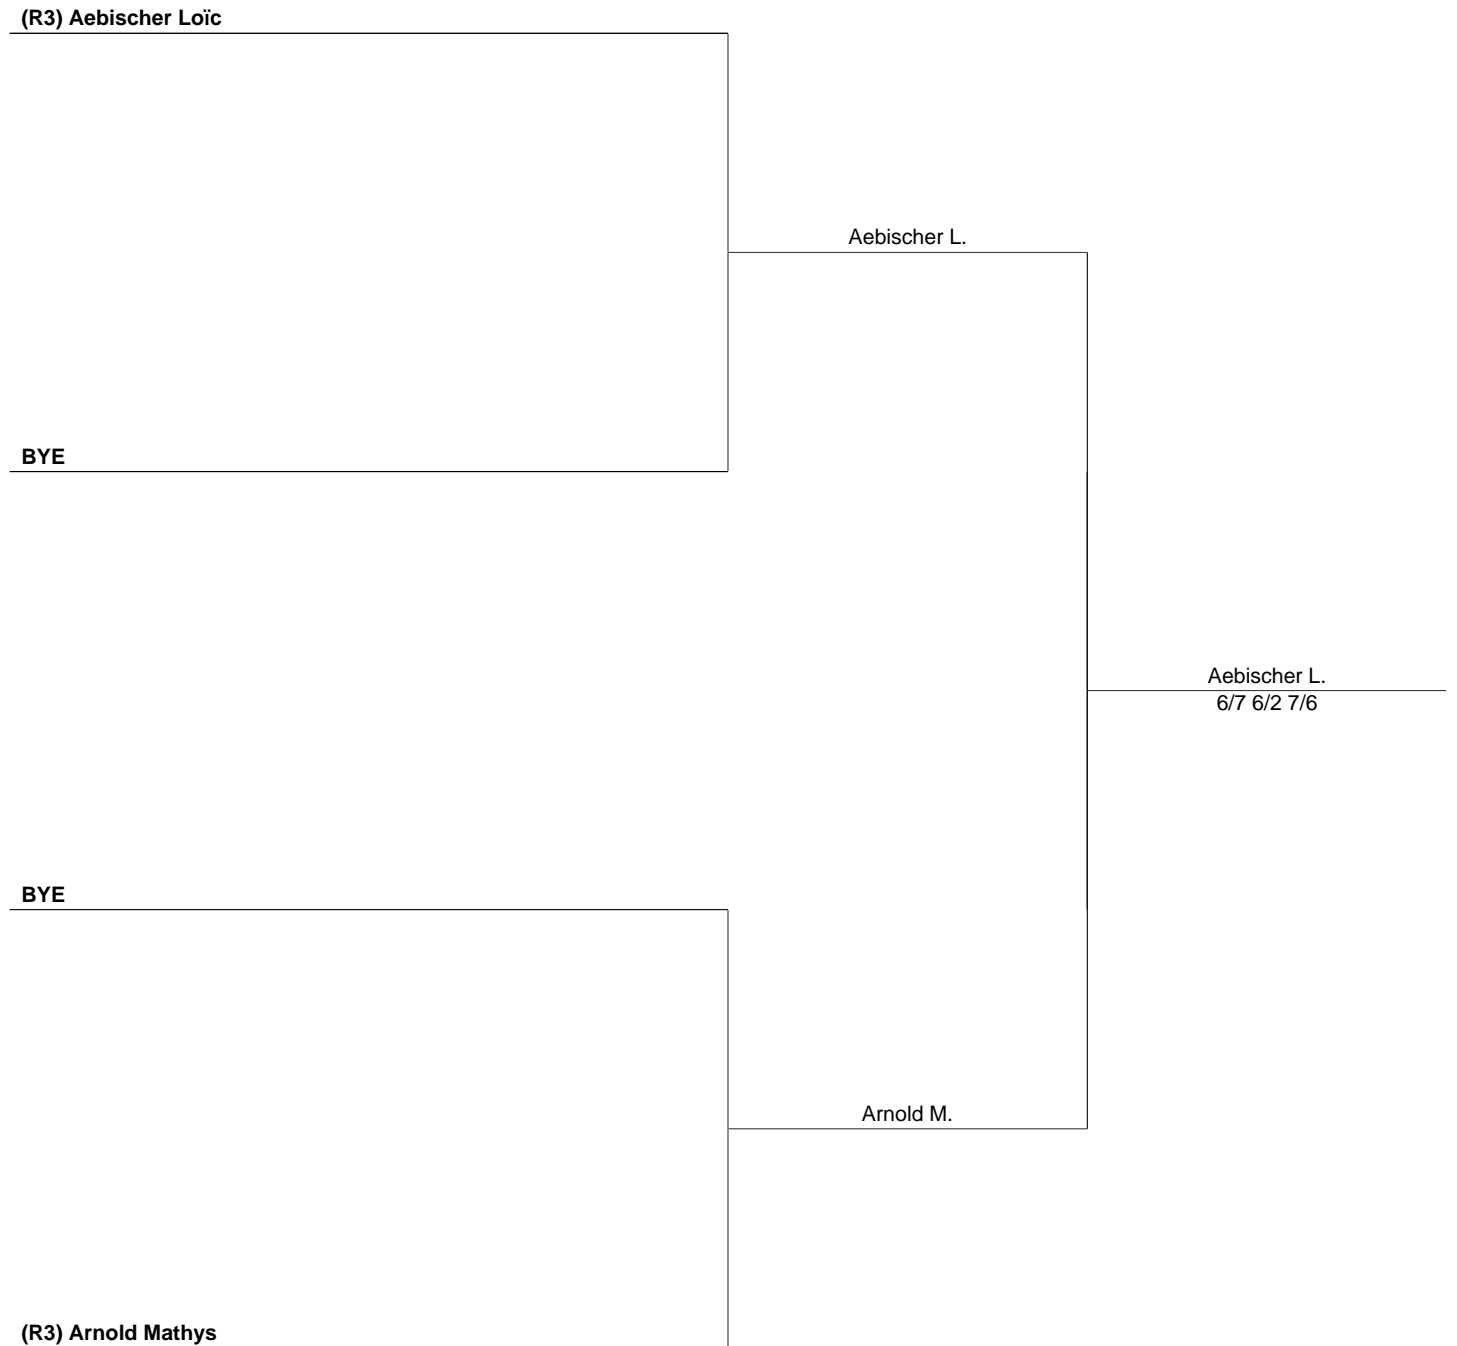 (R3) Aebischer Loïc
Aebischer L.
BYE
Aebischer L.
6/7 6/2 7/6
BYE
Arnold M.
(R3) Arnold Mathys